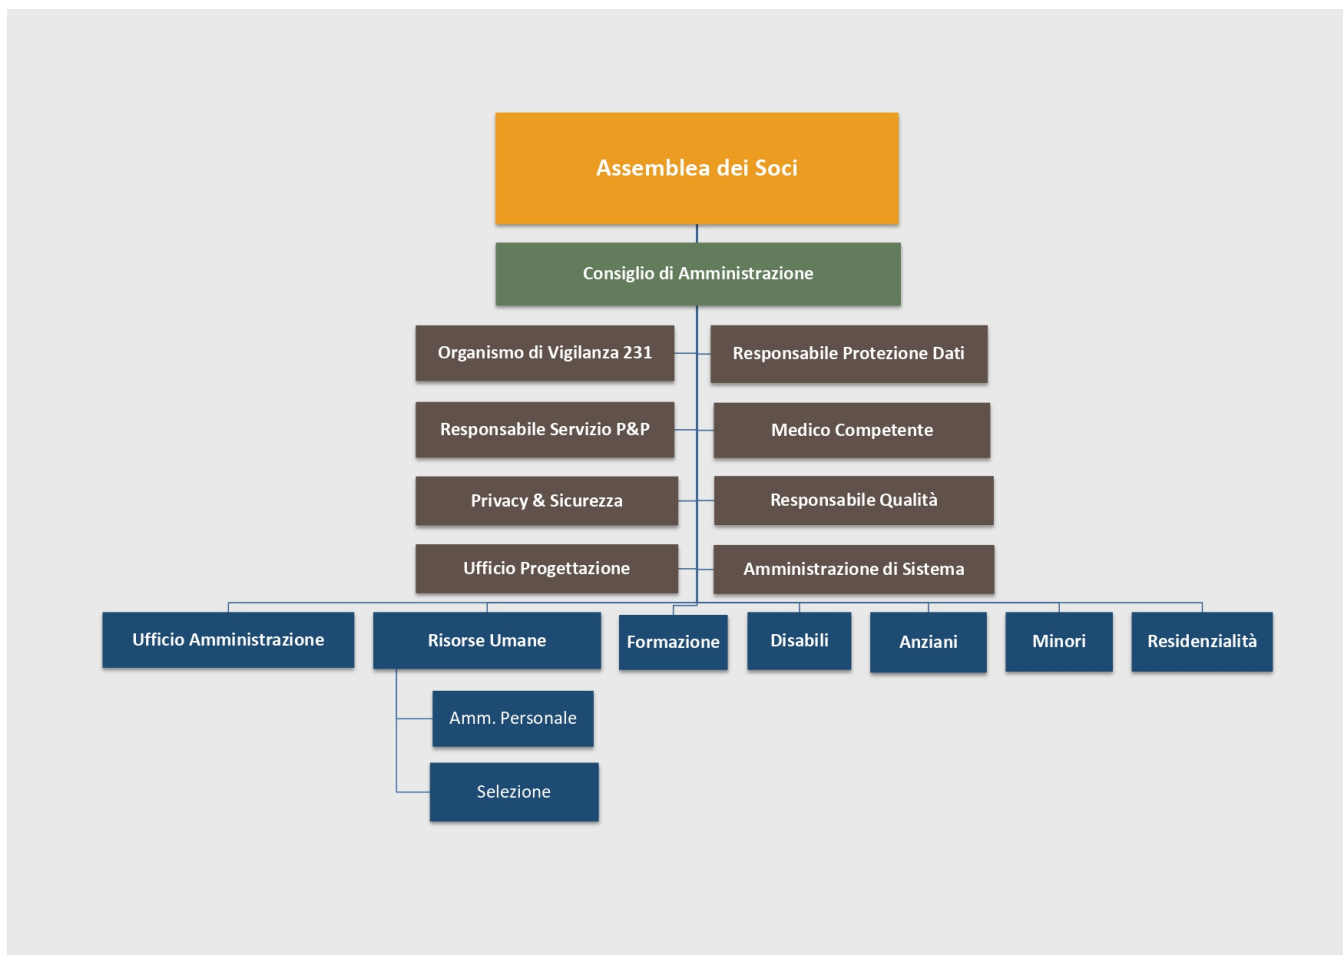 Assemblea dei Soci
Consiglio di Amministrazione
Organismo di Vigilanza 231
Responsabile Protezione Dati
Responsabile Servizio P&P
Medico Competente
Privacy & Sicurezza
Responsabile Qualità
Ufficio Progettazione
Amministrazione di Sistema
Ufficio Amministrazione
Risorse Umane
Formazione
Disabili
Anziani
Minori
Residenzialità
Amm. Personale
Selezione